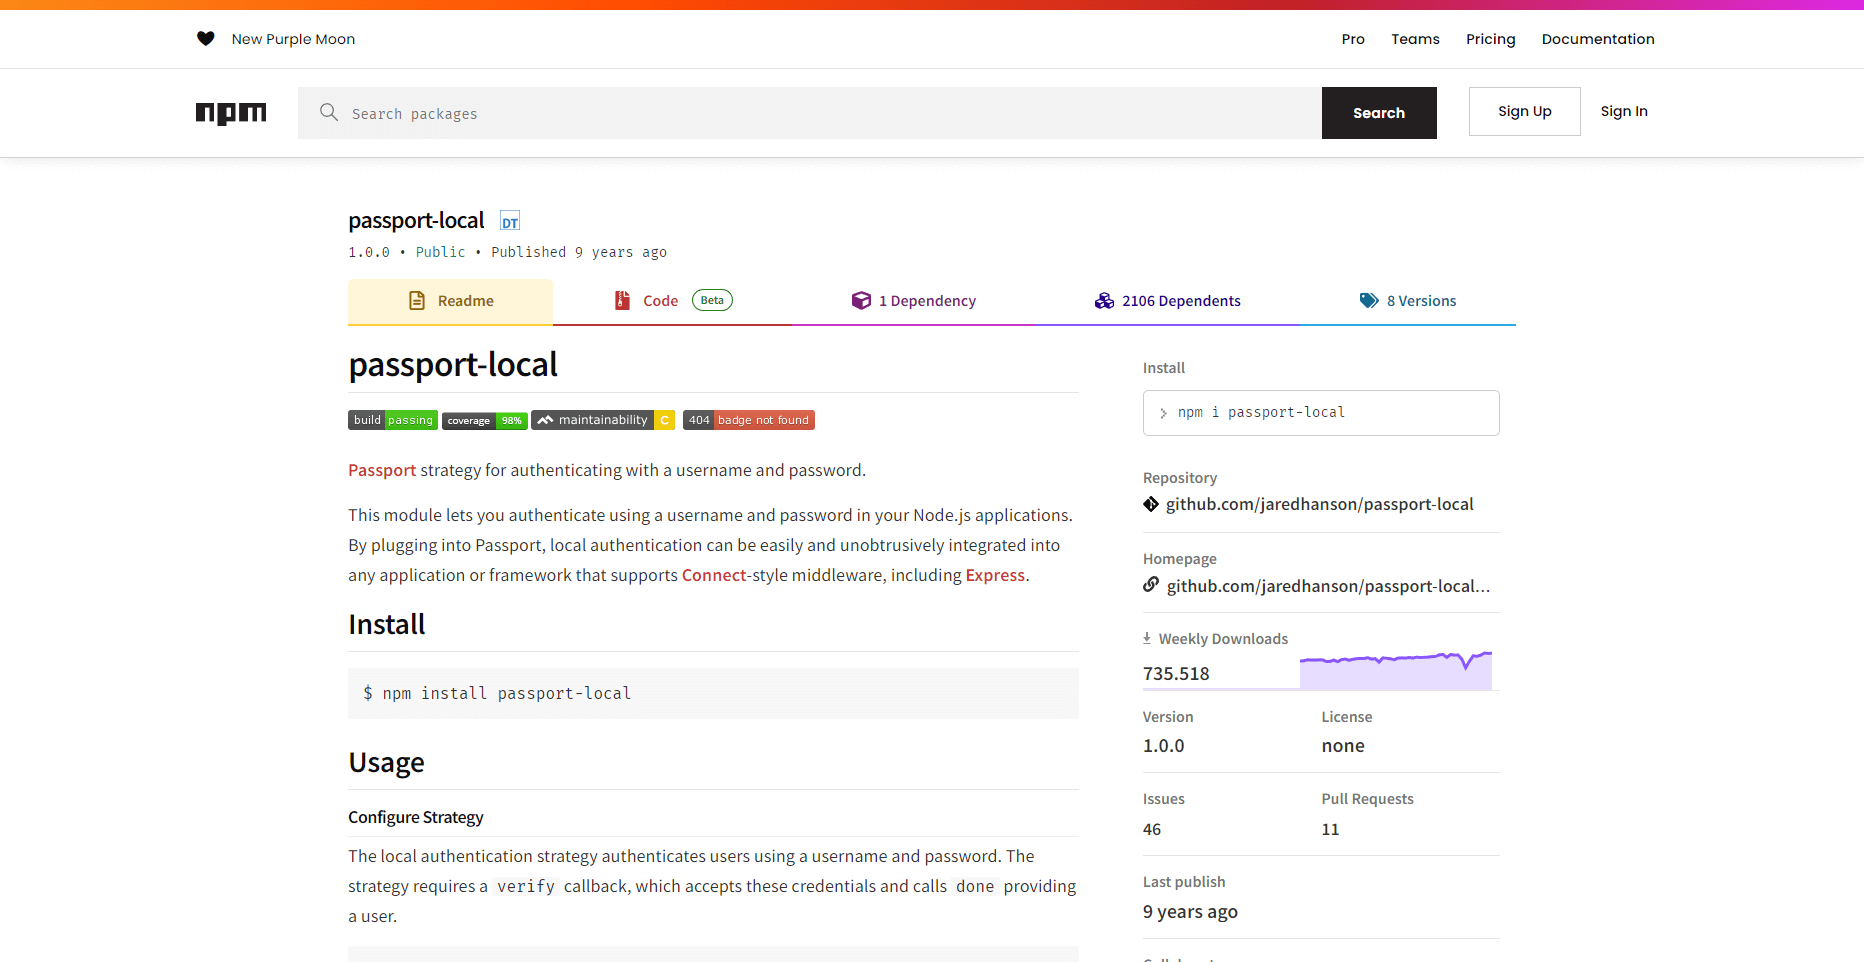 New Purple Moon
Pro Teams Pricing Documentation
npm
Search packages
Search
Sign Up
Sign In
passport-local DT
1.0.0 • Public • Published 9 years ago
Readme
Code Beta
1 Dependency
2106 Dependents
8 Versions
passport-local
build passing coverage 98% maintainability C 404 badge not found
Passport strategy for authenticating with a username and password.
This module lets you authenticate using a username and password in your Node.js applications.
By plugging into Passport, local authentication can be easily and unobtrusively integrated into
any application or framework that supports Connect-style middleware, including Express.
Install
$ npm install passport-local
Usage
Configure Strategy
The local authentication strategy authenticates users using a username and password. The
strategy requires a verify callback, which accepts these credentials and calls done providing
a user.
Install
npm i passport-local
Repository
github.com/jaredhanson/passport-local
Homepage
github.com/jaredhanson/passport-local...
Weekly Downloads
735.518
Version License
1.0.0 none
Issues Pull Requests
46 11
Last publish
9 years ago